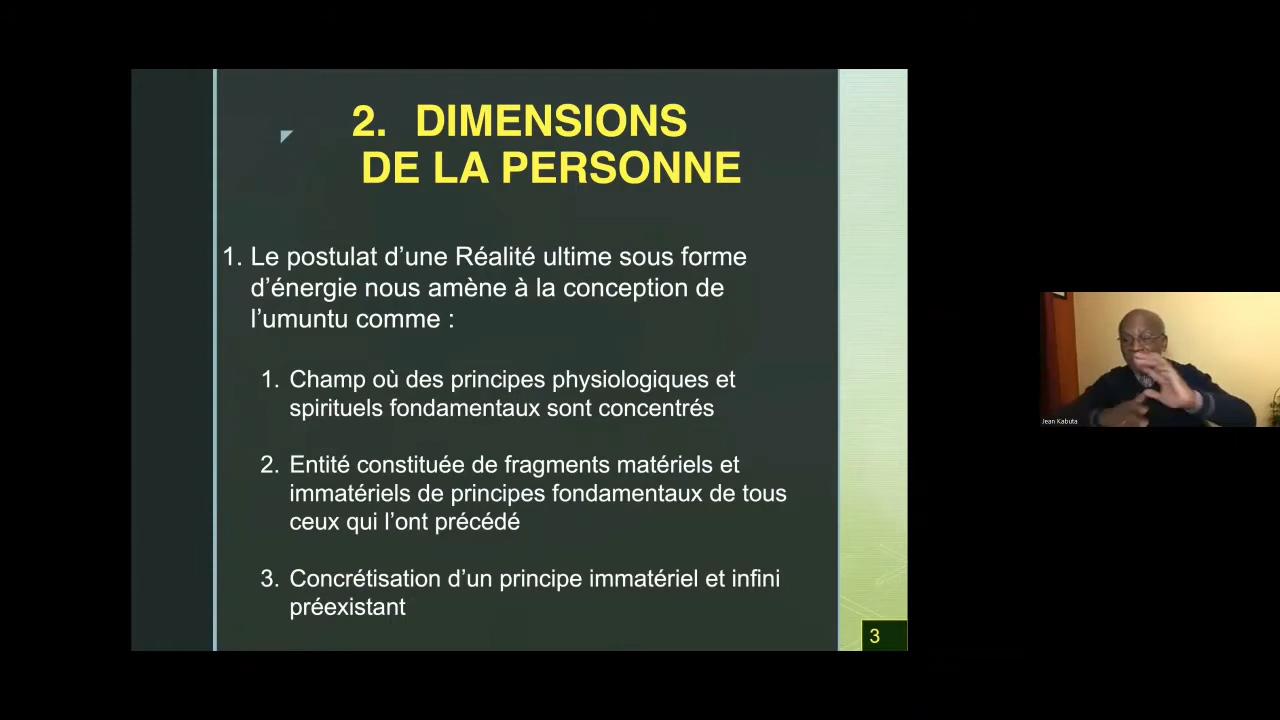 2. DIMENSIONS
DE LA PERSONNE
1. Le postulat d’une Réalité ultime sous forme
d’énergie nous amène à la conception de
l’umuntu comme :
1. Champ où des principes physiologiques et
spirituels fondamentaux sont concentrés
2. Entité constituée de fragments matériels et
immatériels de principes fondamentaux de tous
ceux qui l’ont précédé
3. Concrétisation d’un principe immatériel et infini
préexistant
3
Jean Kabuta